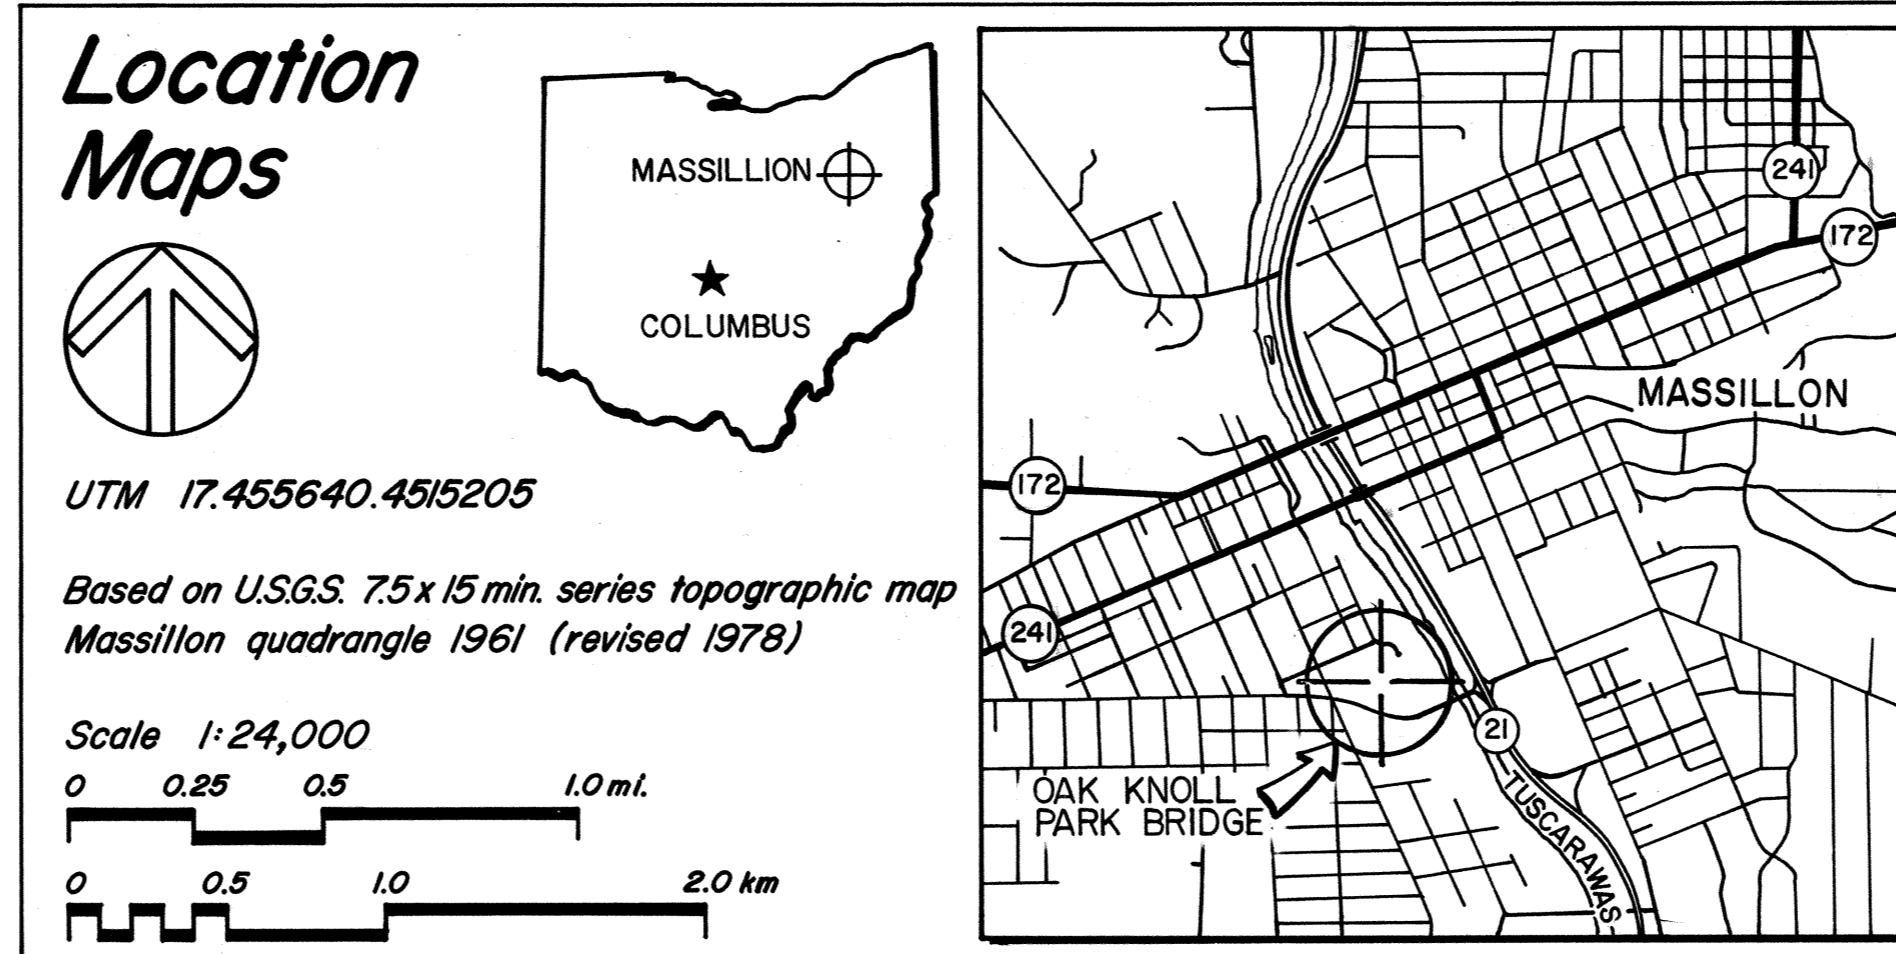 Location
Maps
MASSILLION
COLUMBUS
UTM 17.455640.4515205
Based on U.S.G.S. 7.5 x 15 min. series topographic map
Massillon quadrangle 1961 (revised 1978)
Scale 1:24,000
0 0.25 0.5 1.0 mi.
0 0.5 1.0 2.0 km
241
172
MASSILLON
172
241
21
OAK KNOLL
PARK BRIDGE
TUSCARAWAS